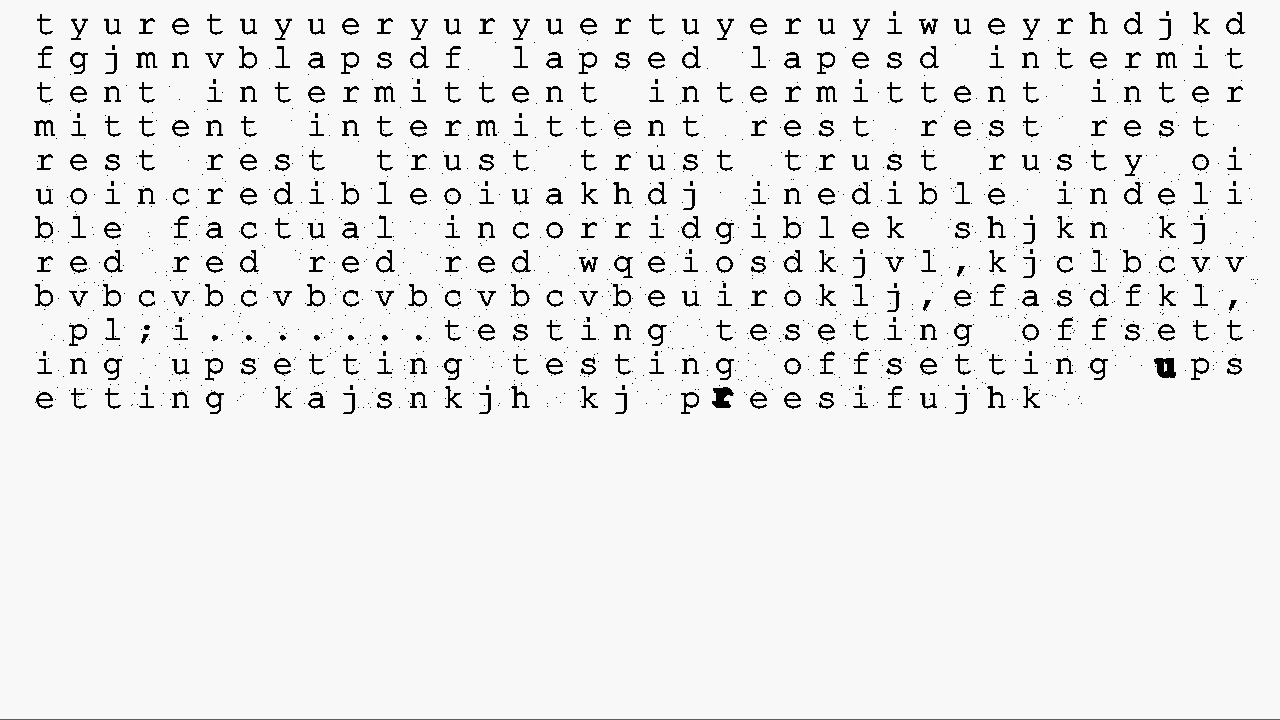 tyuretuyueryuryuertuyeruyiwueyrhdjkd
fgjmnvblapsdf lapsed lapesd intermit
tent intermittent intermittent inter
mittent intermittent rest rest rest
rest rest trust trust trust rusty oi
uoincredibleoiuakhdj inedible indeli
ble factual incorridgiblek shjkn kj
red red red red wqeiosdkjvl,kjclbcvv
bvbcvbcvbcvbcvbcvbeuiroklj,efasdfkl,
pl;i.......testing teseting offsett
ing upsetting testing offsetting ups
etting kajsnkjh kj preesifujhk